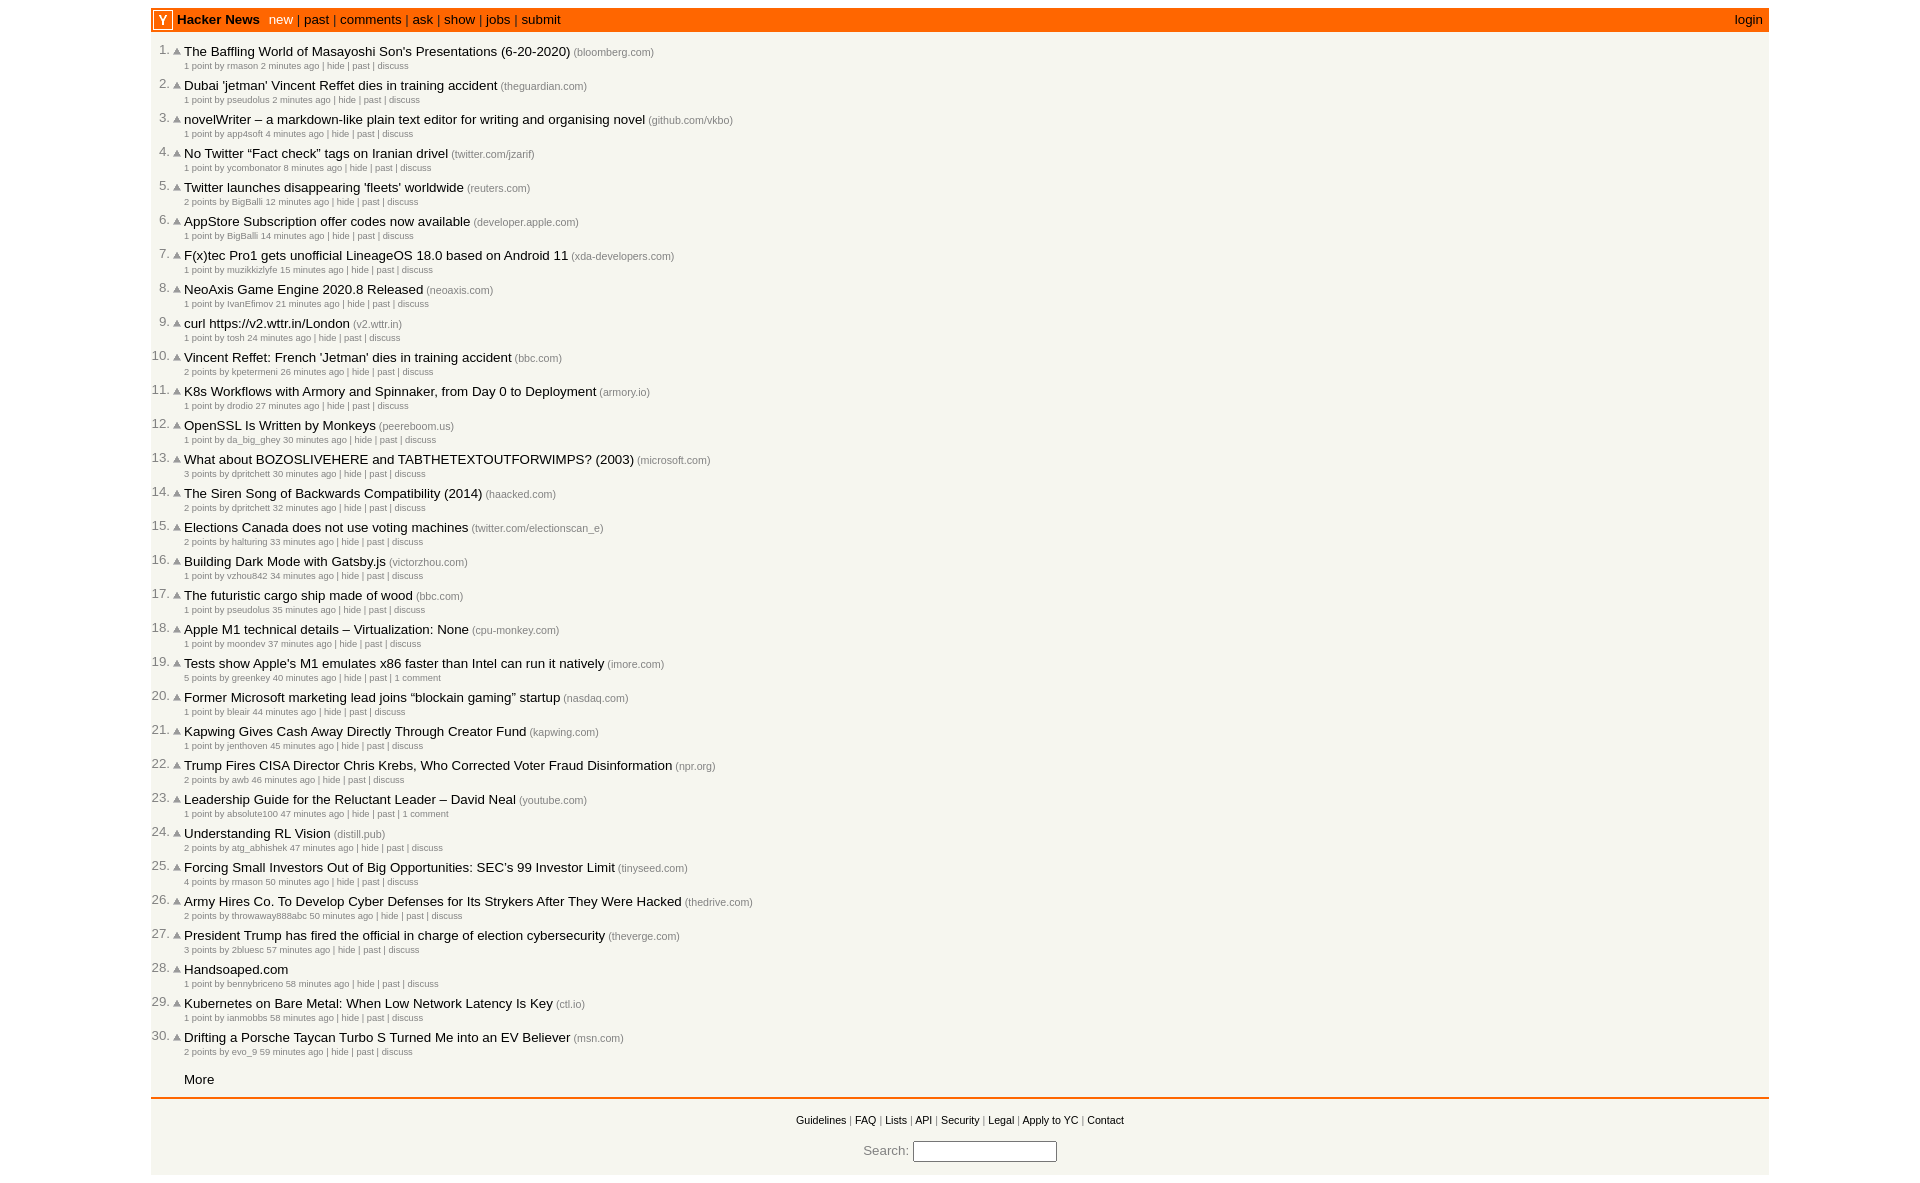 Y Hacker News new | past | comments | ask | show | jobs | submit login
1. The Baffling World of Masayoshi Son's Presentations (6-20-2020) (bloomberg.com)
1 point by rmason 2 minutes ago | hide | past | discuss
2. Dubai 'jetman' Vincent Reffet dies in training accident (theguardian.com)
1 point by pseudolus 2 minutes ago | hide | past | discuss
3. novelWriter – a markdown-like plain text editor for writing and organising novel (github.com/vkbo)
1 point by app4soft 4 minutes ago | hide | past | discuss
4. No Twitter “Fact check” tags on Iranian drivel (twitter.com/jzarif)
1 point by ycombonator 8 minutes ago | hide | past | discuss
5. Twitter launches disappearing 'fleets' worldwide (reuters.com)
2 points by BigBalli 12 minutes ago | hide | past | discuss
6. AppStore Subscription offer codes now available (developer.apple.com)
1 point by BigBalli 14 minutes ago | hide | past | discuss
7. F(x)tec Pro1 gets unofficial LineageOS 18.0 based on Android 11 (xda-developers.com)
1 point by muzikkizlyfe 15 minutes ago | hide | past | discuss
8. NeoAxis Game Engine 2020.8 Released (neoaxis.com)
1 point by IvanEfimov 21 minutes ago | hide | past | discuss
9. curl https://v2.wttr.in/London (v2.wttr.in)
1 point by tosh 24 minutes ago | hide | past | discuss
10. Vincent Reffet: French 'Jetman' dies in training accident (bbc.com)
2 points by kpetermeni 26 minutes ago | hide | past | discuss
11. K8s Workflows with Armory and Spinnaker, from Day 0 to Deployment (armory.io)
1 point by drodio 27 minutes ago | hide | past | discuss
12. OpenSSL Is Written by Monkeys (peereboom.us)
1 point by da_big_ghey 30 minutes ago | hide | past | discuss
13. What about BOZOSLIVEHERE and TABTHETEXTOUTFORWIMPS? (2003) (microsoft.com)
3 points by dpritchett 30 minutes ago | hide | past | discuss
14. The Siren Song of Backwards Compatibility (2014) (haacked.com)
2 points by dpritchett 32 minutes ago | hide | past | discuss
15. Elections Canada does not use voting machines (twitter.com/electionscan_e)
2 points by halturing 33 minutes ago | hide | past | discuss
16. Building Dark Mode with Gatsby.js (victorzhou.com)
1 point by vzhou842 34 minutes ago | hide | past | discuss
17. The futuristic cargo ship made of wood (bbc.com)
1 point by pseudolus 35 minutes ago | hide | past | discuss
18. Apple M1 technical details – Virtualization: None (cpu-monkey.com)
1 point by moondev 37 minutes ago | hide | past | discuss
19. Tests show Apple's M1 emulates x86 faster than Intel can run it natively (imore.com)
5 points by greenkey 40 minutes ago | hide | past | 1 comment
20. Former Microsoft marketing lead joins “blockain gaming” startup (nasdaq.com)
1 point by bleair 44 minutes ago | hide | past | discuss
21. Kapwing Gives Cash Away Directly Through Creator Fund (kapwing.com)
1 point by jenthoven 45 minutes ago | hide | past | discuss
22. Trump Fires CISA Director Chris Krebs, Who Corrected Voter Fraud Disinformation (npr.org)
2 points by awb 46 minutes ago | hide | past | discuss
23. Leadership Guide for the Reluctant Leader – David Neal (youtube.com)
1 point by absolute100 47 minutes ago | hide | past | 1 comment
24. Understanding RL Vision (distill.pub)
2 points by atg_abhishek 47 minutes ago | hide | past | discuss
25. Forcing Small Investors Out of Big Opportunities: SEC’s 99 Investor Limit (tinyseed.com)
4 points by rmason 50 minutes ago | hide | past | discuss
26. Army Hires Co. To Develop Cyber Defenses for Its Strykers After They Were Hacked (thedrive.com)
2 points by throwaway888abc 50 minutes ago | hide | past | discuss
27. President Trump has fired the official in charge of election cybersecurity (theverge.com)
3 points by 2bluesc 57 minutes ago | hide | past | discuss
28. Handsoaped.com
1 point by bennybriceno 58 minutes ago | hide | past | discuss
29. Kubernetes on Bare Metal: When Low Network Latency Is Key (ctl.io)
1 point by ianmobbs 58 minutes ago | hide | past | discuss
30. Drifting a Porsche Taycan Turbo S Turned Me into an EV Believer (msn.com)
2 points by evo_9 59 minutes ago | hide | past | discuss
More
Guidelines | FAQ | Lists | API | Security | Legal | Apply to YC | Contact
Search: